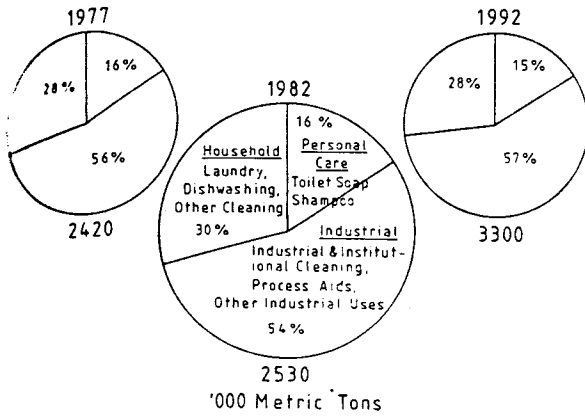 1977
28%
16%
56%
2420
1982
16 %
Household
Laundry,
Dishwashing,
Other Cleaning
30%
Personal
Care
Toilet Soap
Shampoo
Industrial
Industrial & Institut-
ional Cleaning,
Process Aids,
Other Industrial Uses
54%
2530
'000 Metric Tons
1992
28%
15%
57%
3300